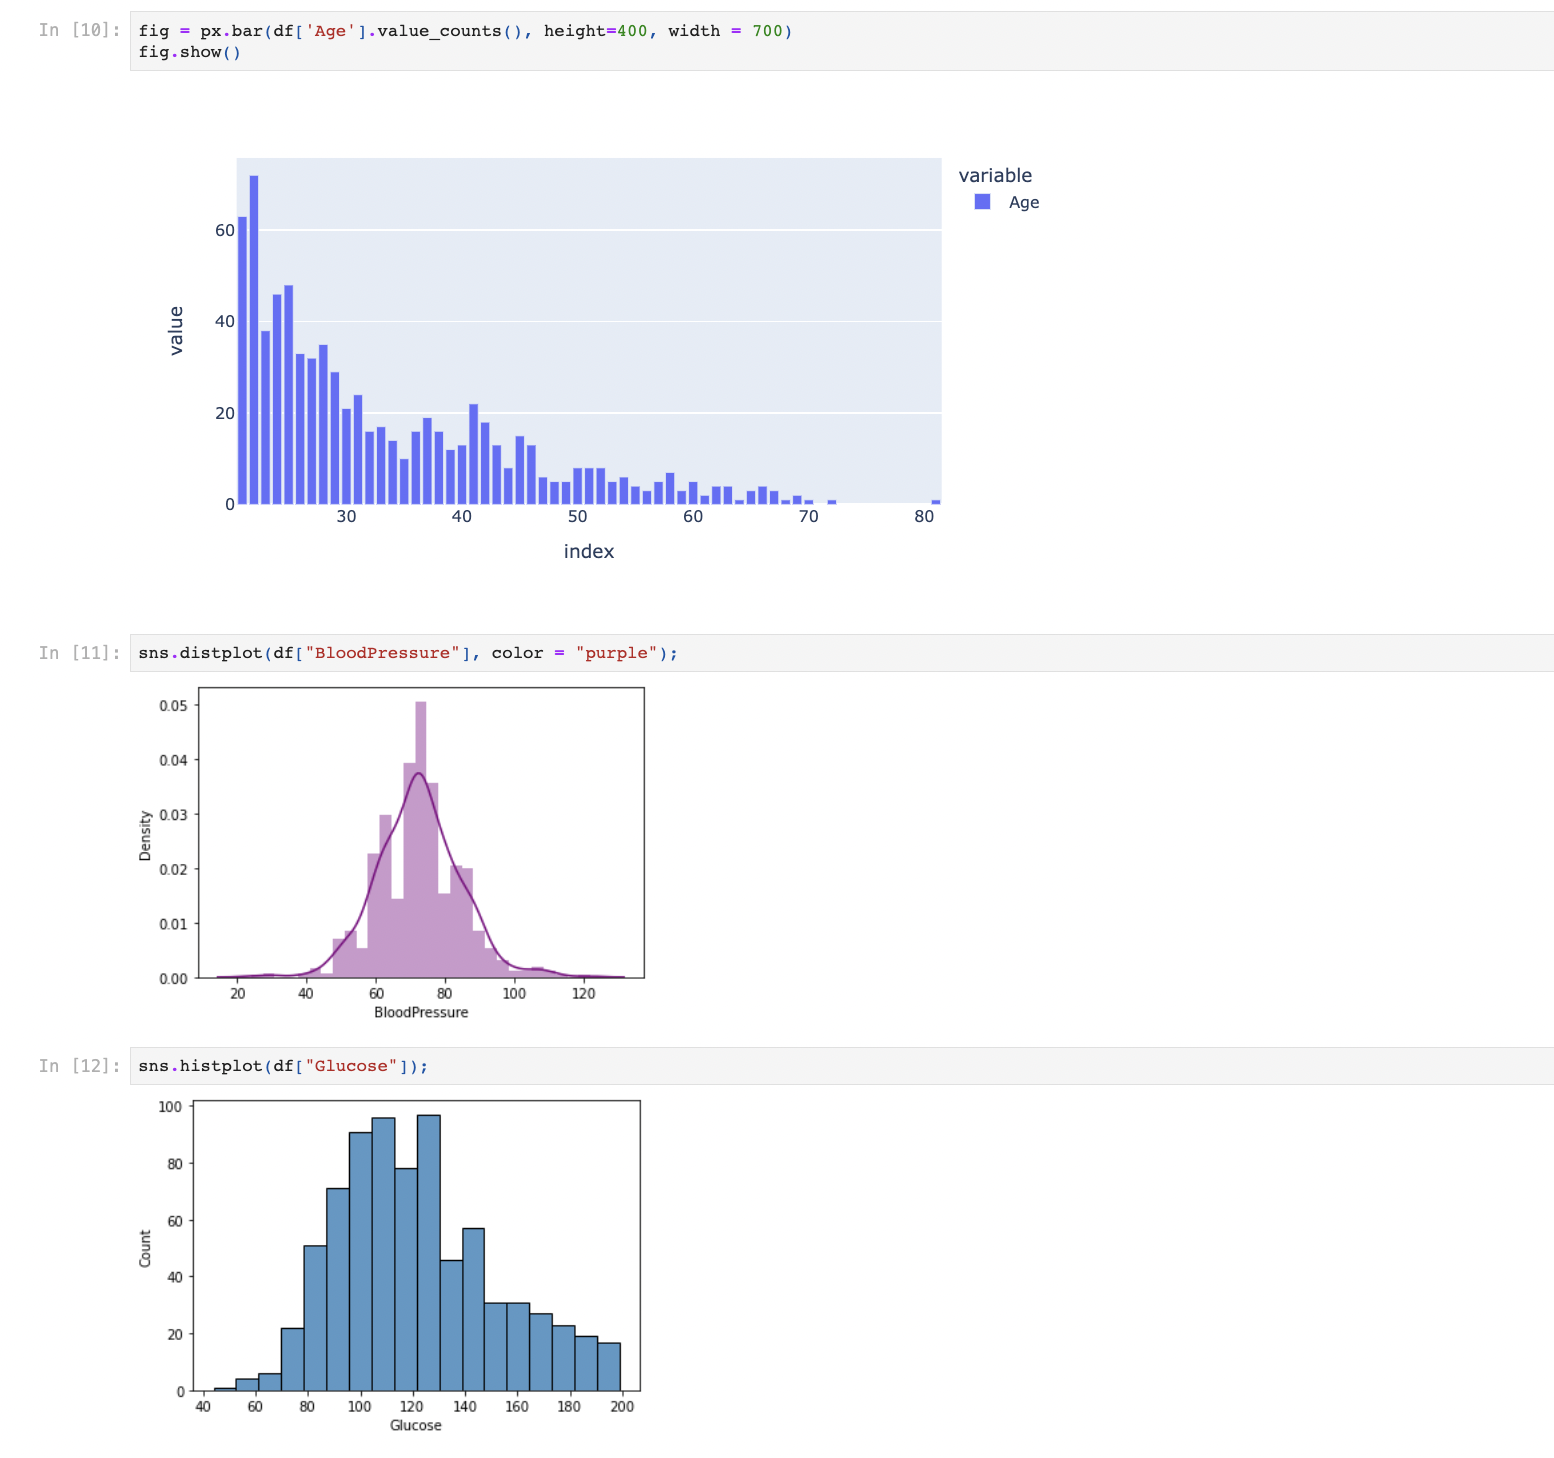 In [10]: fig = px.bar(df['Age'].value_counts(), height=400, width = 700)
fig.show()
variable
Age
value
60
40
20
0
30 40 50 60 70 80
index
In [11]: sns.distplot(df["BloodPressure"], color = "purple");
Density
0.05
0.04
0.03
0.02
0.01
0.00
20 40 60 80 100 120
BloodPressure
In [12]: sns.histplot(df["Glucose"]);
Count
100
80
60
40
20
0
40 60 80 100 120 140 160 180 200
Glucose